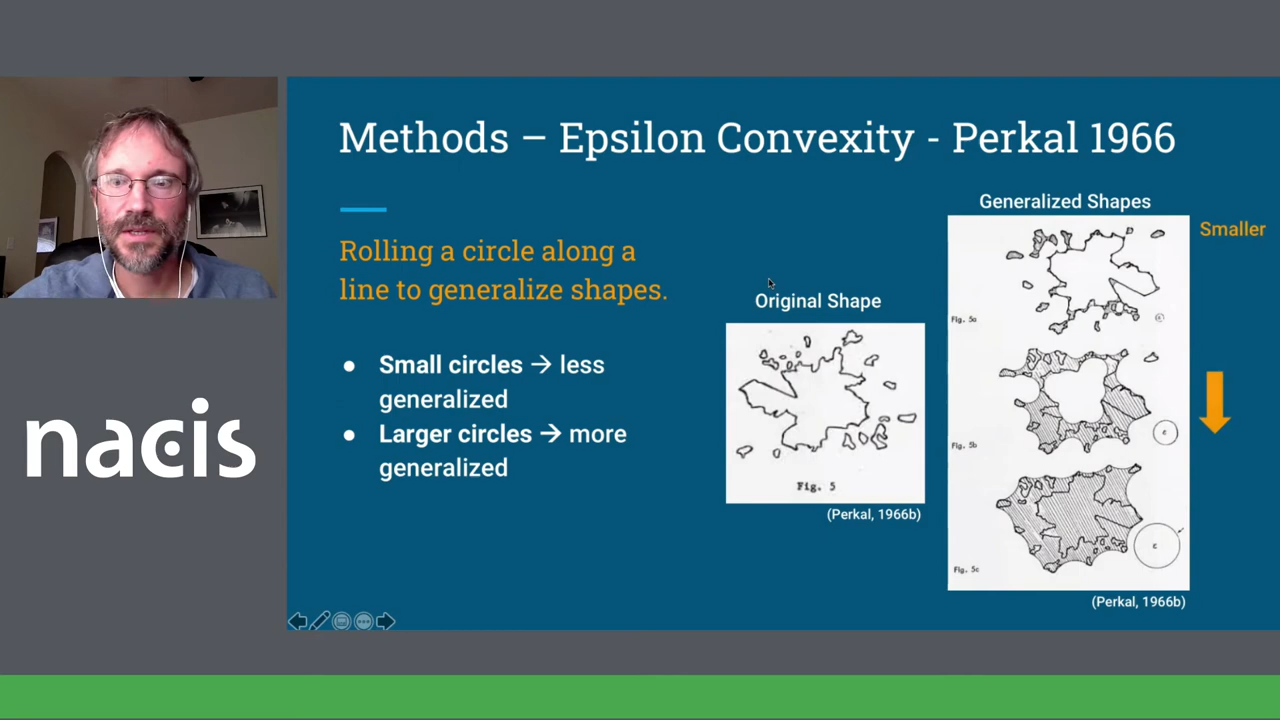 nacis
Methods – Epsilon Convexity - Perkal 1966
Rolling a circle along a
line to generalize shapes.
● Small circles → less
generalized
● Larger circles → more
generalized
Original Shape
Fig. 5
(Perkal, 1966b)
Generalized Shapes
Smaller
Fig. 5a
ε
Fig. 5b
ε
Fig. 5c
(Perkal, 1966b)